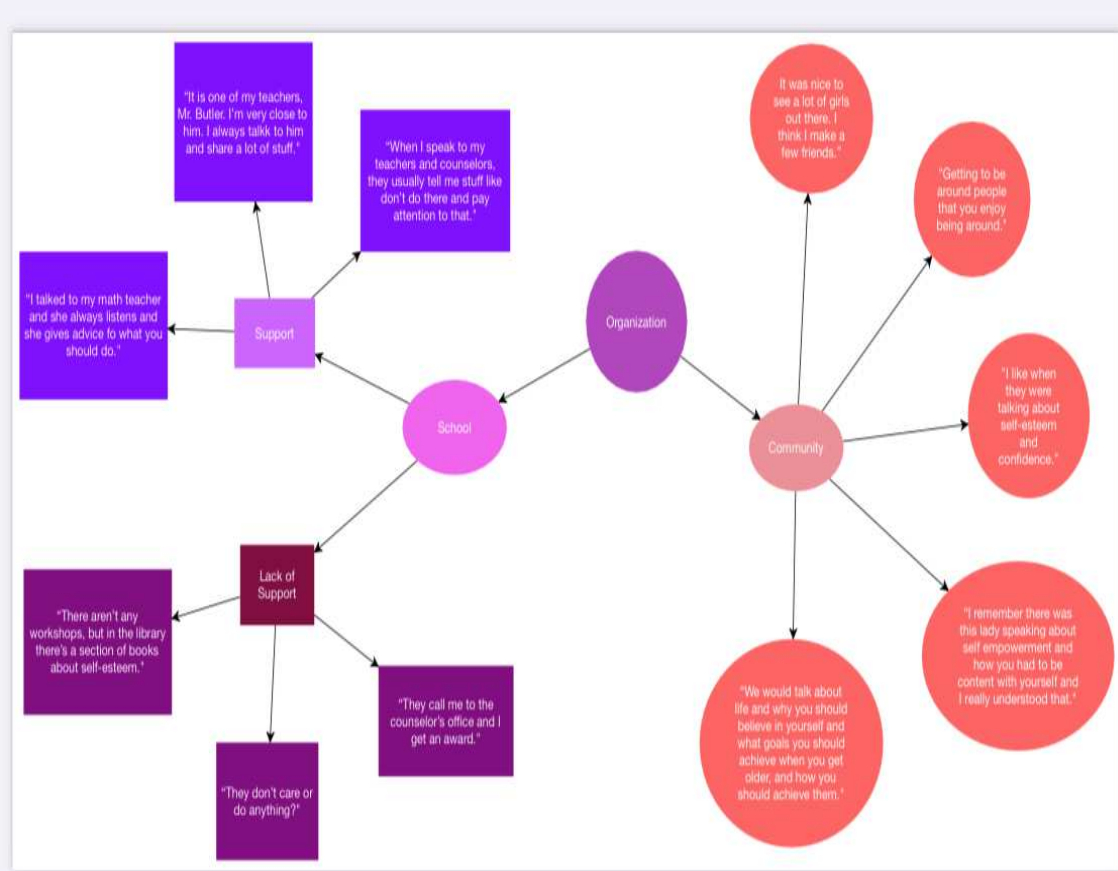 "It is one of my teachers,
Mr. Butler. I'm very close to
him. I always talkk to him
and share a lot of stuff."
"When I speak to my
teachers and counselors,
they usually tell me stuff like
don't do there and pay
attention to that."
"I talked to my math teacher
and she always listens and
she gives advice fo what you
should do."
Support
School
Organization
Lack of
Support
"There aren't any
workshops, but in the library
there's a section of books
about self-esteem."
"They call me to the
counselor's office and I
get an award."
"They don't care or
do anything?"
It was nice to
see a lot of girls
out there. I
think I make a
few friends."
"Getting to be
around people
that you enjoy
being around."
"I like when
they were
talking about
self-esteem
and
confidence."
Community
"I remember there was
this lady speaking about
self empowerment and
how you had to be
content with yourself and
I really understood that."
"We would talk about
life and why you should
believe in yourself and
what goals you should
achieve when you get
older, and how you
should achieve them."